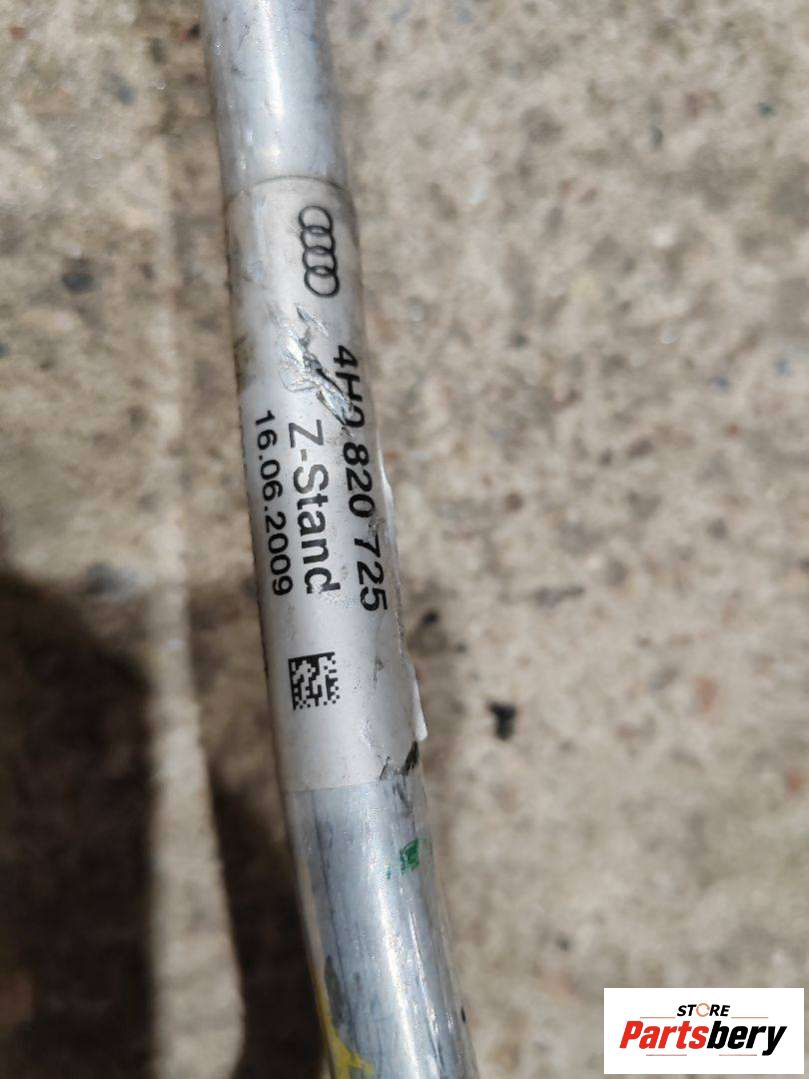 4H0 820 725
Z-Stand
16.06.2009
STORE
Partsbery